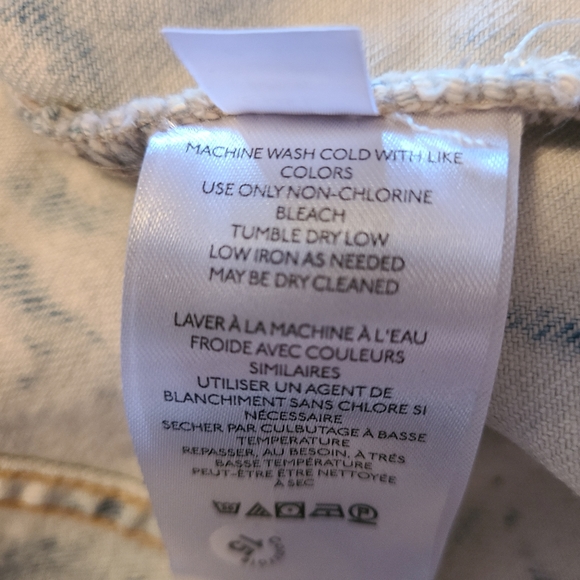 MACHINE WASH COLD WITH LIKE
COLORS
USE ONLY NON-CHLORINE
BLEACH
TUMBLE DRY LOW
LOW IRON AS NEEDED
MAY BE DRY CLEANED
LAVER À LA MACHINE À L'EAU
FROIDE AVEC COULEURS
SIMILAIRES
UTILISER UN AGENT DE
BLANCHIMENT SANS CHLORE SI
NÉCESSAIRE
SECHER PAR CULBUTAGE À BASSE
TEMPERATURE
REPASSER, AU BESOIN, À TRÉS
BASSE TEMPÉRATURE
PEUT-ÊTRE ÊTRE NETTOYÉE
À SEC
15